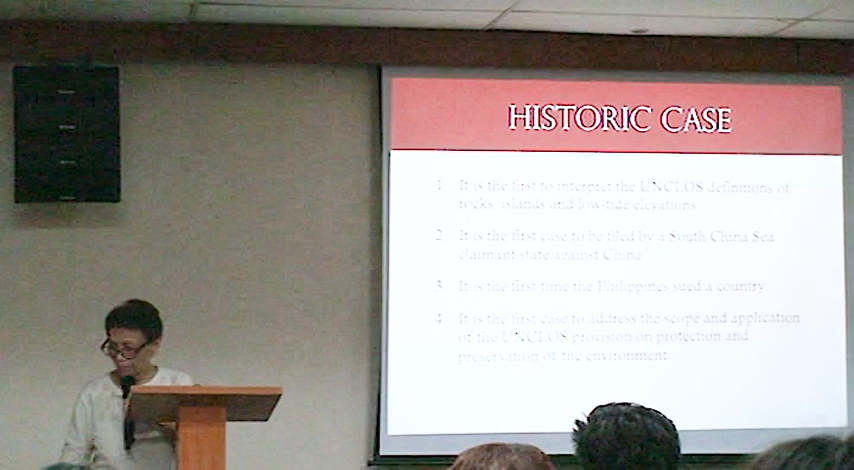 HISTORIC CASE
1. It is the first to interpret the UNCLOS definitions of
rocks, islands and low-tide elevations
2. It is the first case to be filed by a South China Sea
claimant state against China
3. It is the first time the Philippines sued a country
4. It is the first case to address the scope and application
of the UNCLOS provision on protection and
preservation of the environment